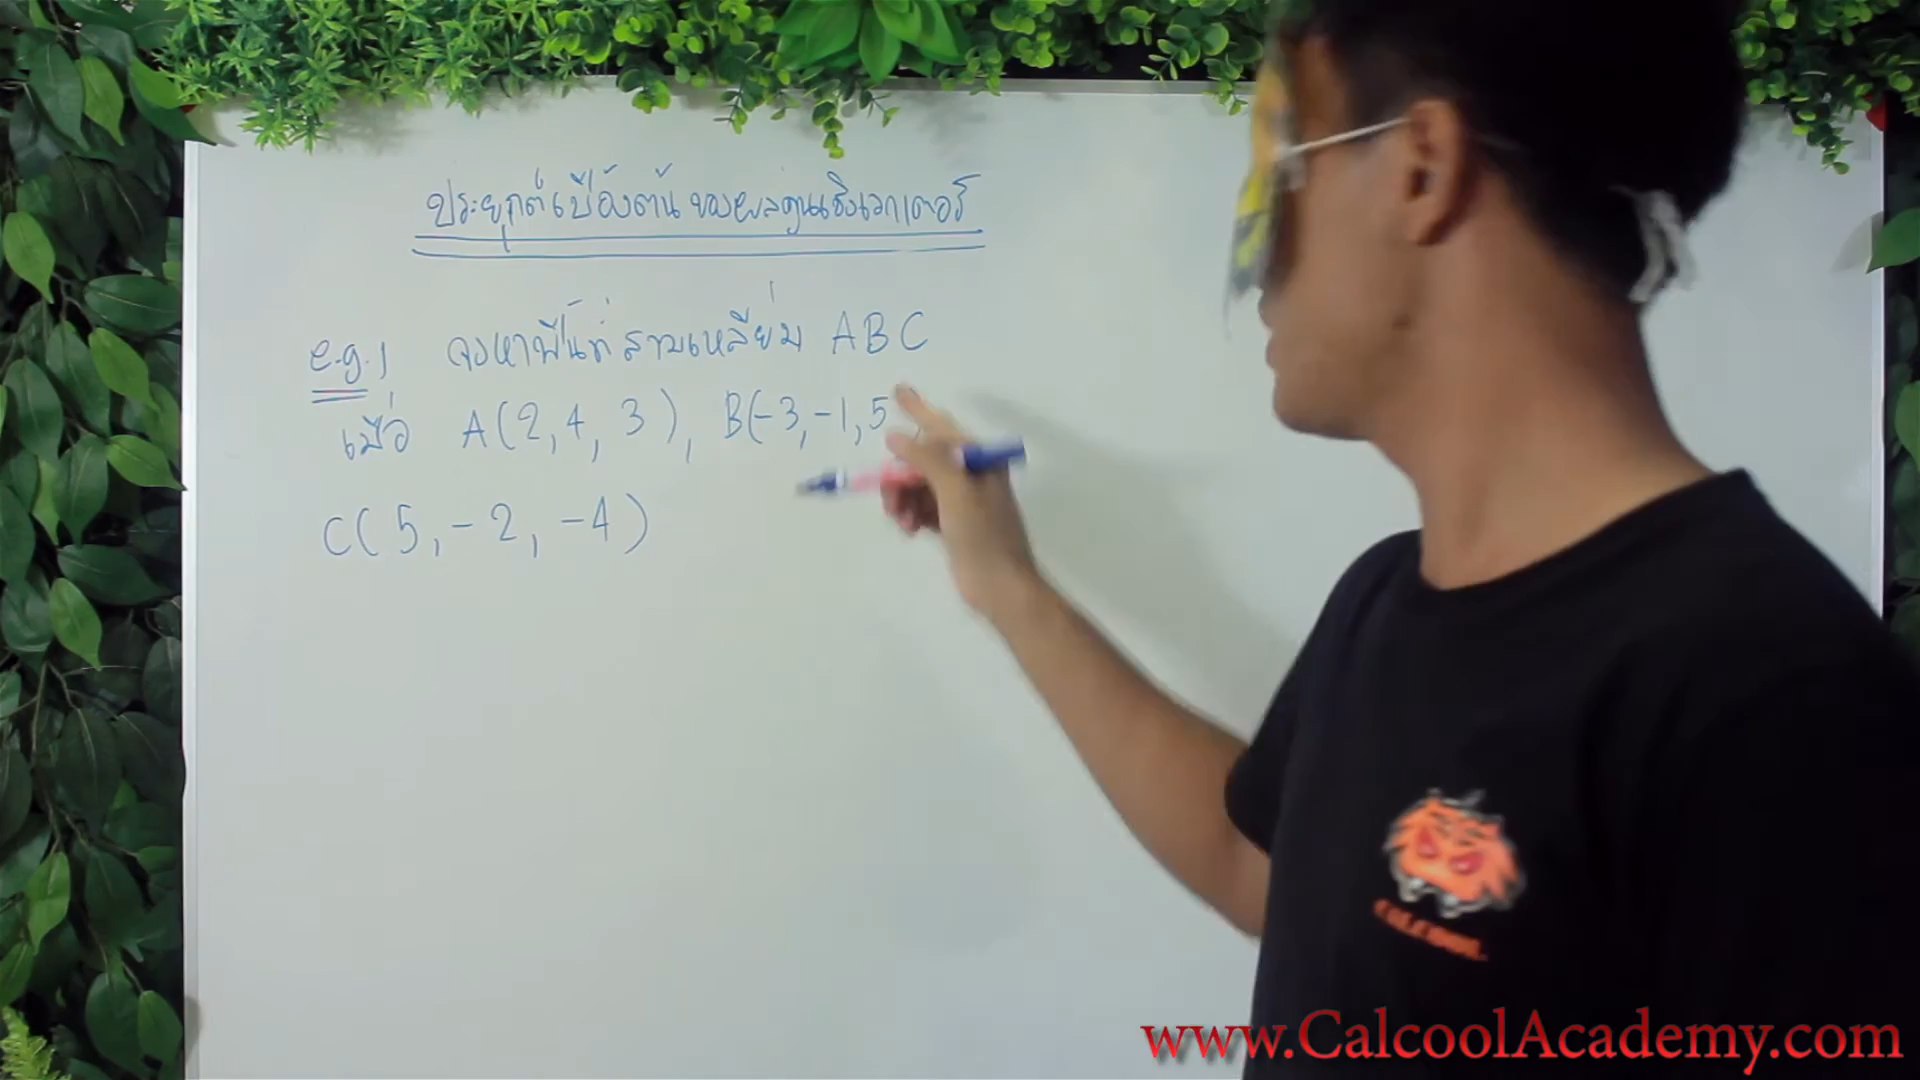 ประยุกต์เบื้องต้น ของผลคูณเชิงเวกเตอร์
e.g.1 จงหาพื้นที่ สามเหลี่ยม ABC
เมื่อ A(2, 4, 3), B(-3, -1, 5
C(5, -2, -4)
CALCOOL
www.CalcoolAcademy.com